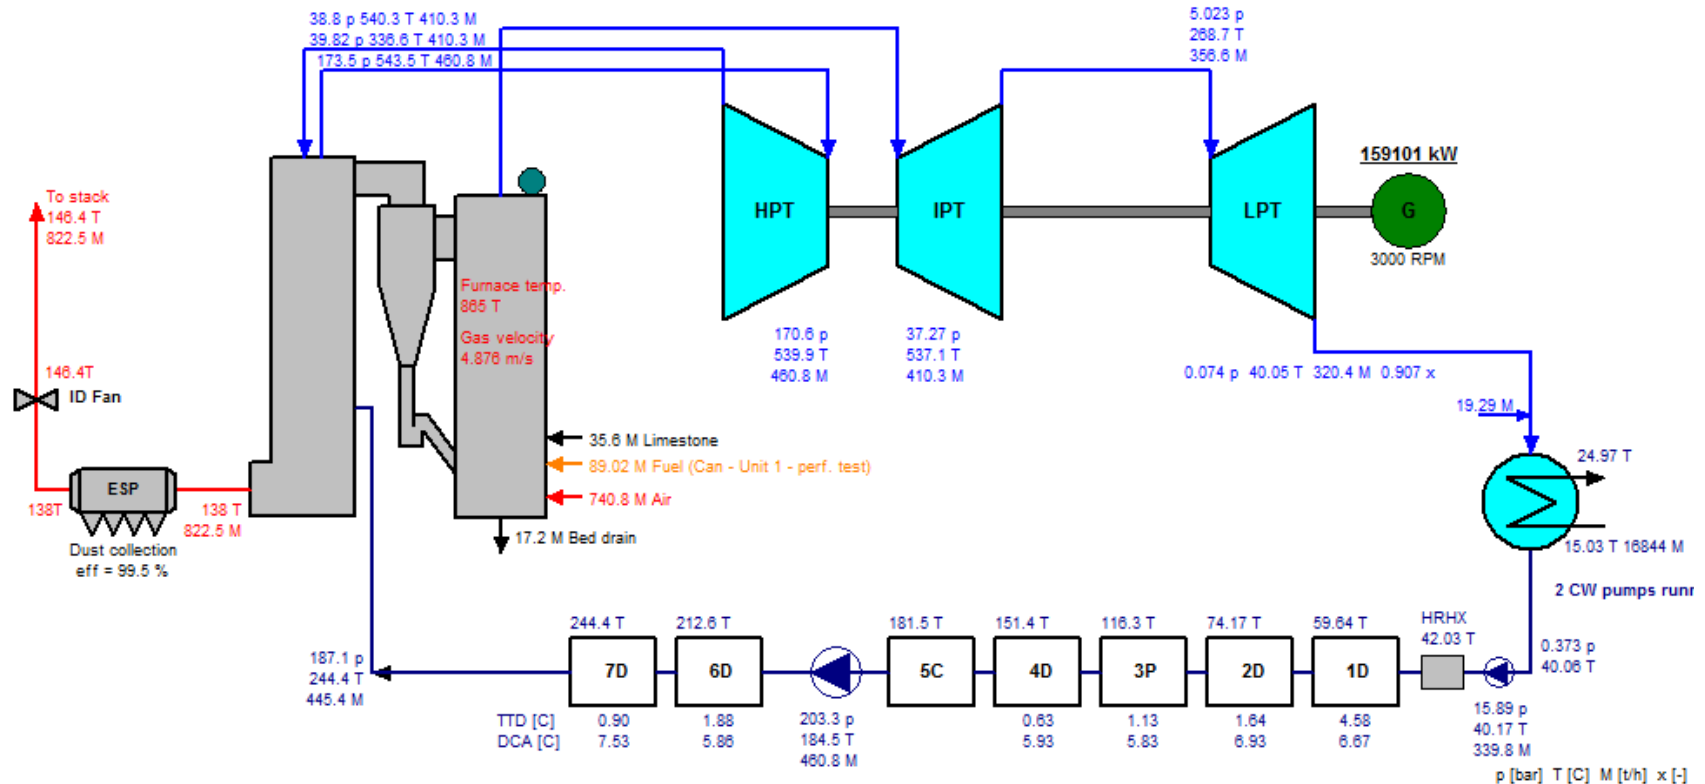 38.8 p 540.3 T 410.3 M
39.82 p 336.6 T 410.3 M
173.5 p 543.5 T 460.8 M
5.023 p
268.7 T
356.6 M
159101 kW
HPT
IPT
LPT
G
3000 RPM
To stack
146.4 T
822.5 M
Furnace temp.
865 T
Gas velocity
4.876 m/s
170.6 p
539.9 T
460.8 M
37.27 p
537.1 T
410.3 M
0.074 p 40.05 T 320.4 M 0.907 x
146.4T
ID Fan
19.29 M
35.6 M Limestone
89.02 M Fuel (Can - Unit 1 - perf. test)
740.8 M Air
17.2 M Bed drain
24.97 T
15.03 T 16844 M
ESP
138T
138 T
822.5 M
Dust collection
eff = 99.5 %
2 CW pumps runr
244.4 T
212.6 T
181.5 T
151.4 T
116.3 T
74.17 T
59.64 T
HRHX
42.03 T
0.373 p
40.06 T
7D
6D
5C
4D
3P
2D
1D
187.1 p
244.4 T
445.4 M
TTD [C] 0.90 1.88 0.63 1.13 1.64 4.58
DCA [C] 7.53 5.86 5.93 5.83 6.93 6.67
203.3 p
184.5 T
460.8 M
15.89 p
40.17 T
339.8 M
p [bar] T [C] M [t/h] x [-]